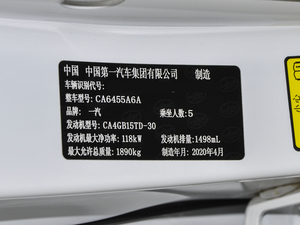 中国 中国第一汽车集团有限公司 制造
车辆识别代号:
整车型号: CA6455A6A
品牌: 一汽 乘坐人数: 5
发动机型号: CA4GB15TD-30
发动机最大净功率: 118kW 发动机排量: 1498mL
最大允许总质量: 1890kg 制造年月: 2020年4月